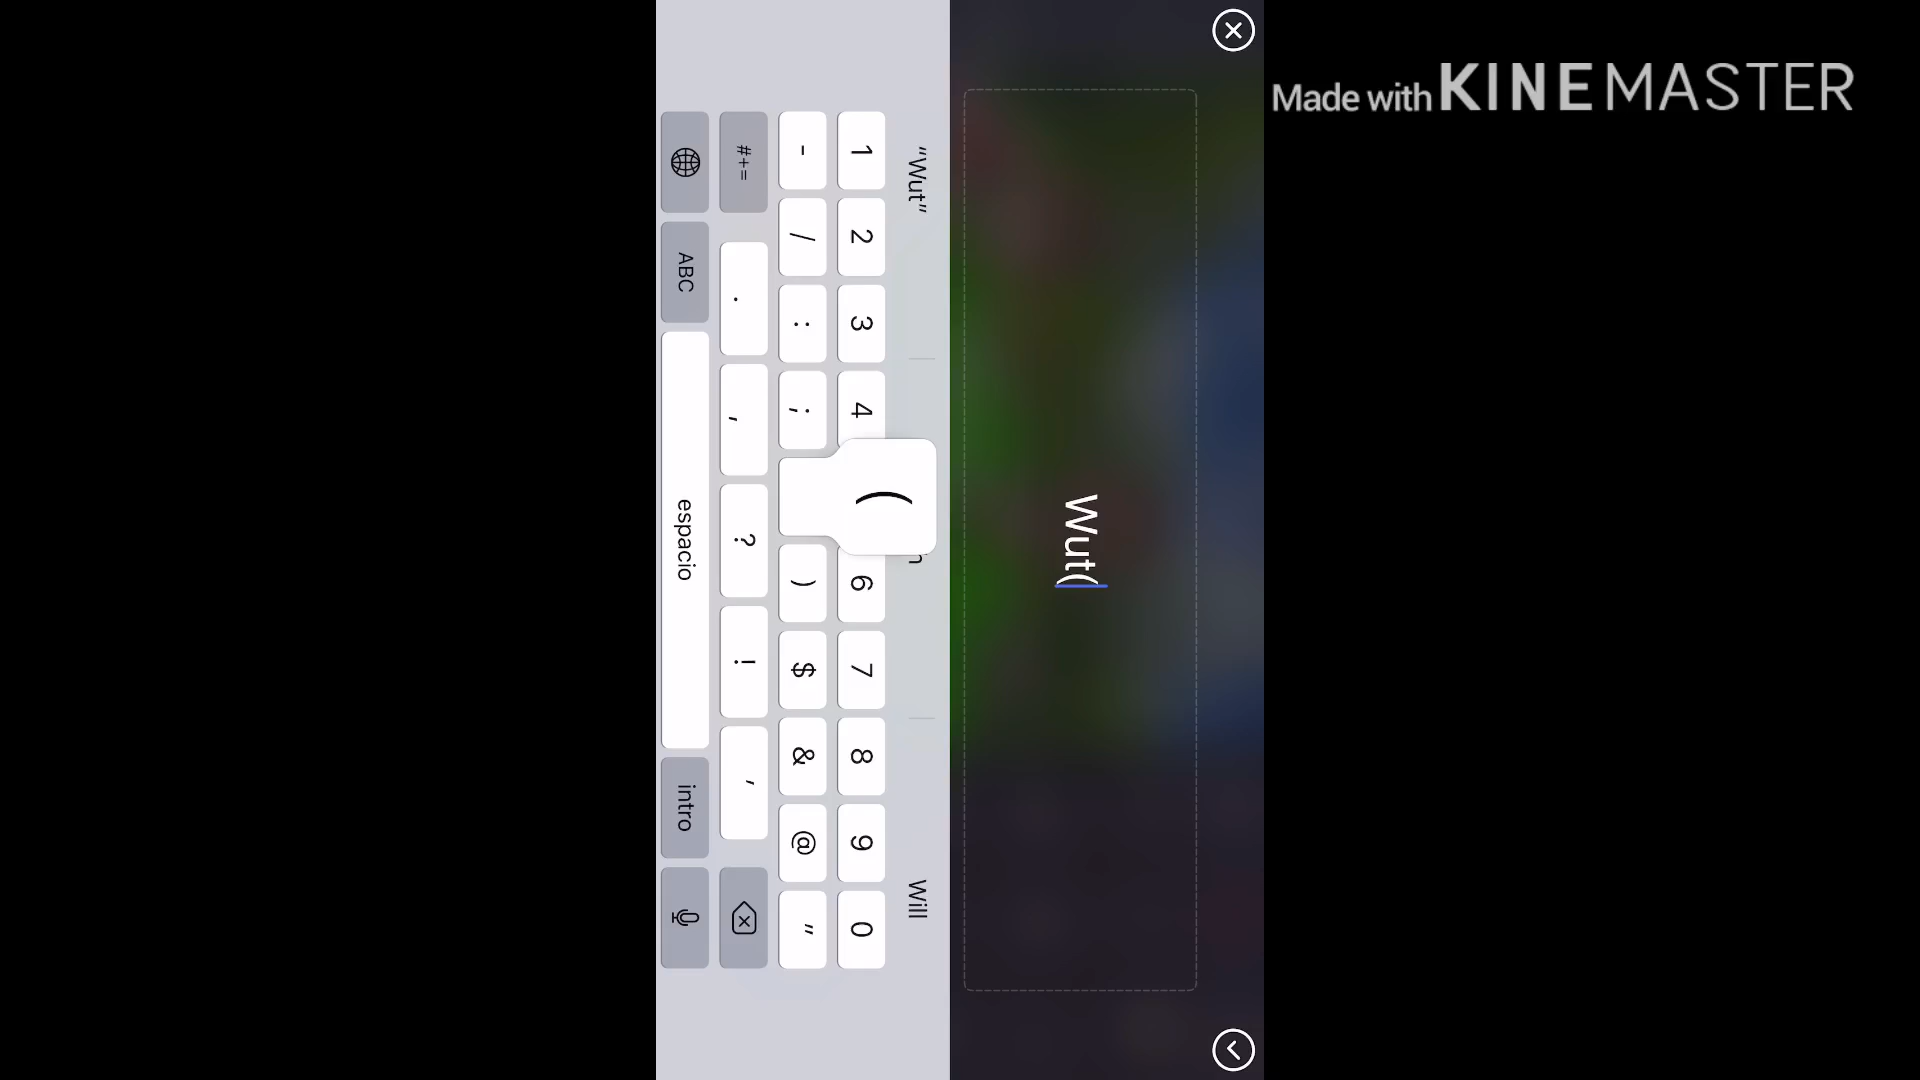 Made with KINEMASTER
Wut(
"Wut"
Will
1 2 3 4 6 7 8 9 0
- / : ; ( ) $ & @ "
#+= . , ? ! '
ABC espacio intro